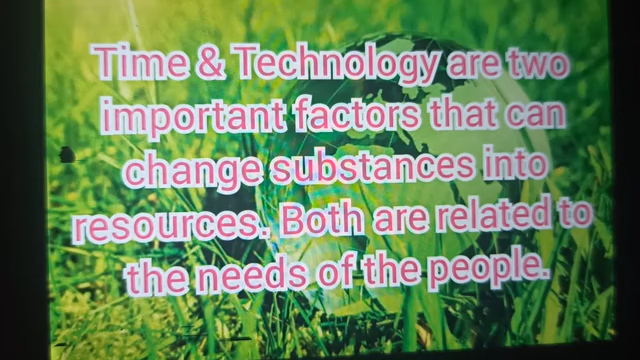 Time & Technology are two
important factors that can
change substances into
resources. Both are related to
the needs of the people.